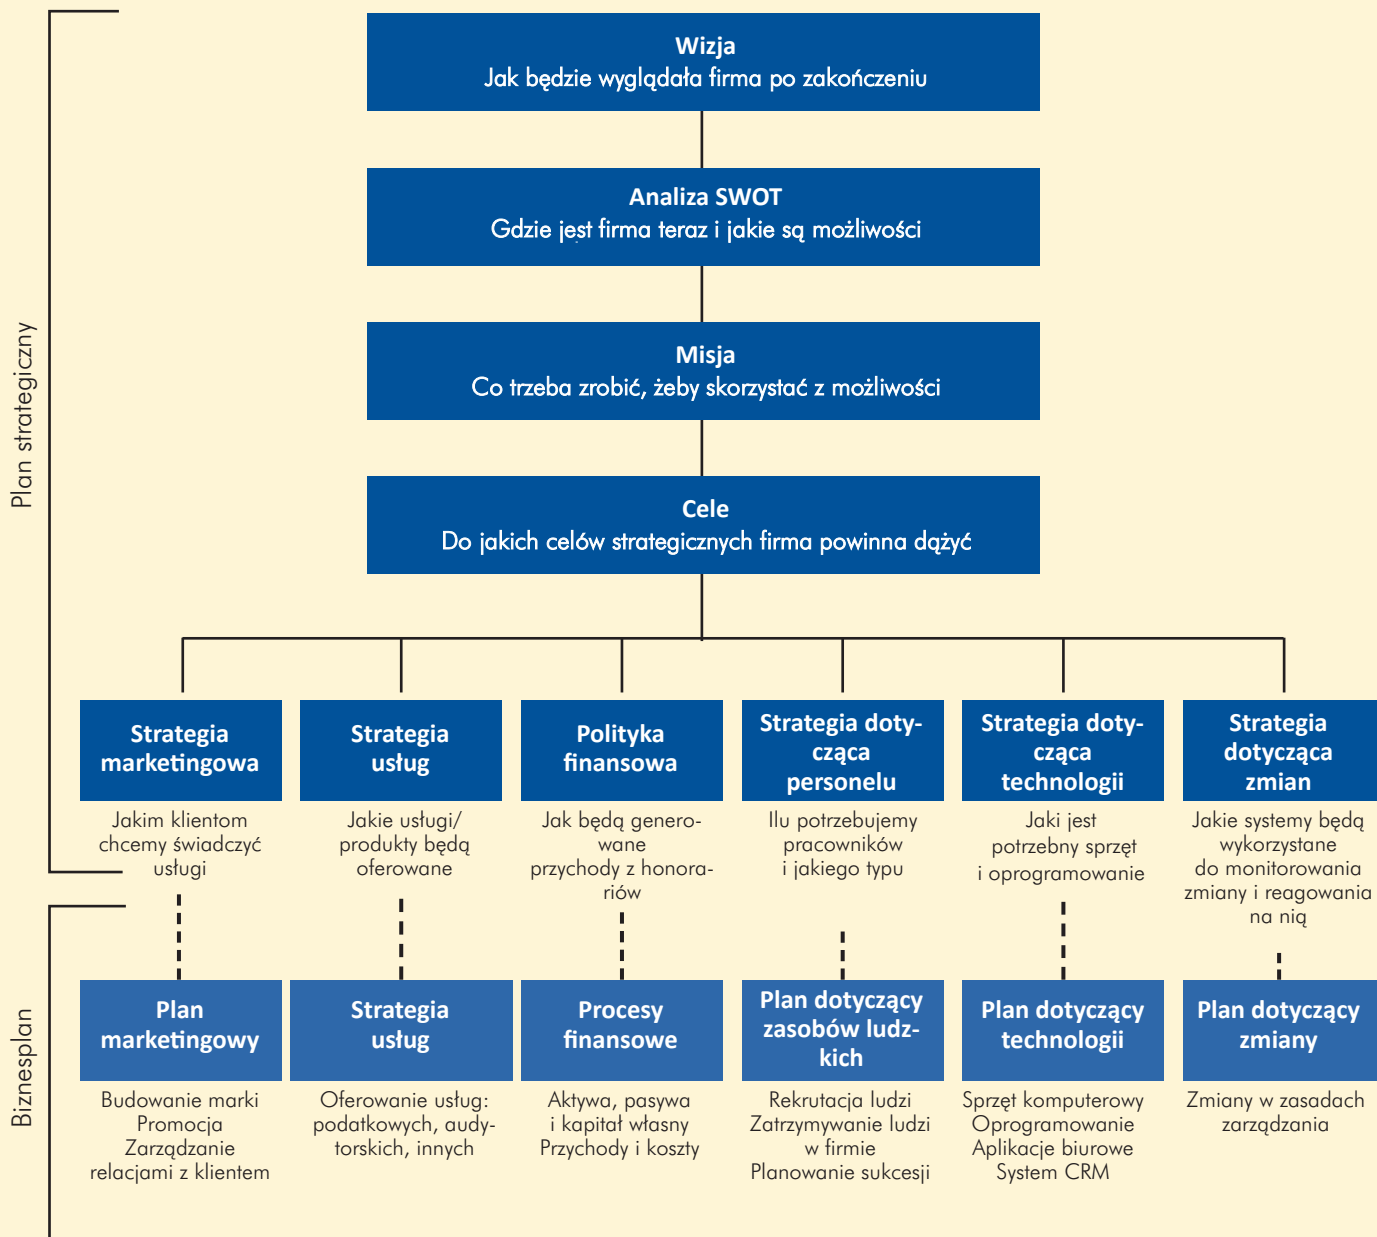 Wizja
Jak będzie wyglądała firma po zakończeniu
Analiza SWOT
Gdzie jest firma teraz i jakie są możliwości
Misja
Co trzeba zrobić, żeby skorzystać z możliwości
Cele
Do jakich celów strategicznych firma powinna dążyć
Plan strategiczny
Strategia
marketingowa
Jakim klientom
chcemy świadczyć
usługi
Strategia
usług
Jakie usługi/
produkty będą
oferowane
Polityka
finansowa
Jak będą genero-
wane
przychody z honora-
riów
Strategia doty-
cząca
personelu
Ilu potrzebujemy
pracowników
i jakiego typu
Strategia doty-
cząca
technologii
Jaki jest
potrzebny sprzęt
i oprogramowanie
Strategia
dotycząca
zmian
Jakie systemy będą
wykorzystane
do monitorowania
zmiany i reagowania
na nią
Biznesplan
Plan
marketingowy
Budowanie marki
Promocja
Zarządzanie
relacjami z klientem
Strategia
usług
Oferowanie usług:
podatkowych, audy-
torskich, innych
Procesy
finansowe
Aktywa, pasywa
i kapitał własny
Przychody i koszty
Plan dotyczący
zasobów ludz-
kich
Rekrutacja ludzi
Zatrzymywanie ludzi
w firmie
Planowanie sukcesji
Plan dotyczący
technologii
Sprzęt komputerowy
Oprogramowanie
Aplikacje biurowe
System CRM
Plan dotyczący
zmiany
Zmiany w zasadach
zarządzania